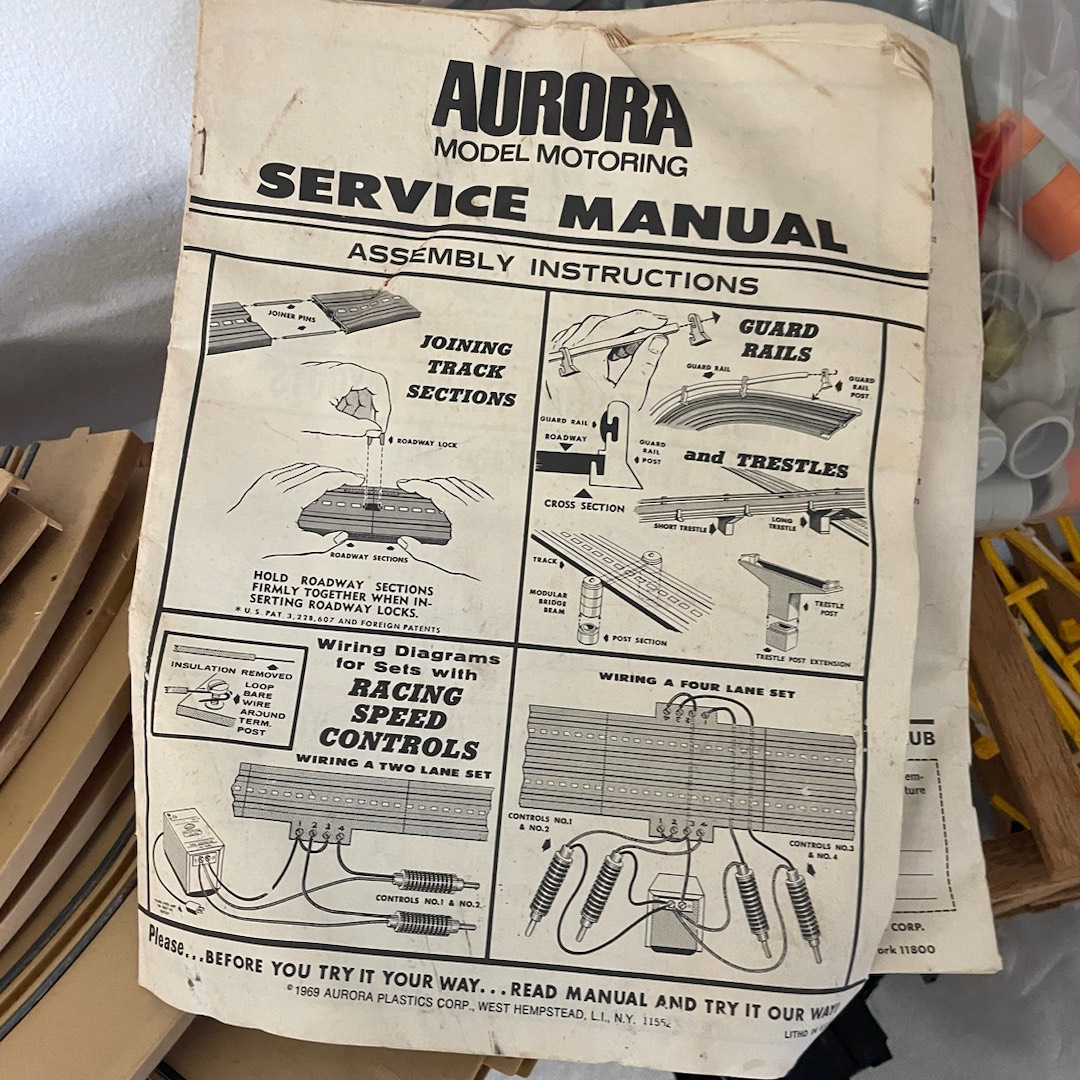 AURORA
MODEL MOTORING
SERVICE MANUAL
ASSEMBLY INSTRUCTIONS
JOINER PINS
JOINING
TRACK
SECTIONS
ROADWAY LOCK
ROADWAY SECTIONS
HOLD ROADWAY SECTIONS
FIRMLY TOGETHER WHEN IN-
SERTING ROADWAY LOCKS.
* U.S. PAT. 3,228,607 AND FOREIGN PATENTS
GUARD
RAILS
GUARD RAIL
GUARD
RAIL
POST
GUARD RAIL
ROADWAY
GUARD
RAIL
POST
CROSS SECTION
and TRESTLES
SHORT TRESTLE
LONG
TRESTLE
TRACK
MODULAR
BRIDGE
BEAM
POST SECTION
TRESTLE
POST
TRESTLE POST EXTENSION
INSULATION REMOVED
LOOP
BARE
WIRE
AROUND
TERM.
POST
Wiring Diagrams
for Sets with
RACING
SPEED
CONTROLS
WIRING A TWO LANE SET
1 2 3 4
CONTROLS NO.1 & NO.2
WIRING A FOUR LANE SET
4 3 2 1
1 2 3 4
CONTROLS NO.1
& NO.2
CONTROLS NO.3
& NO.4
Please...BEFORE YOU TRY IT YOUR WAY...READ MANUAL AND TRY IT OUR WAY!
©1969 AURORA PLASTICS CORP., WEST HEMPSTEAD, L.I., N.Y. 1155
LITHO IN
UB
em-
ture
CORP.
ork 11800